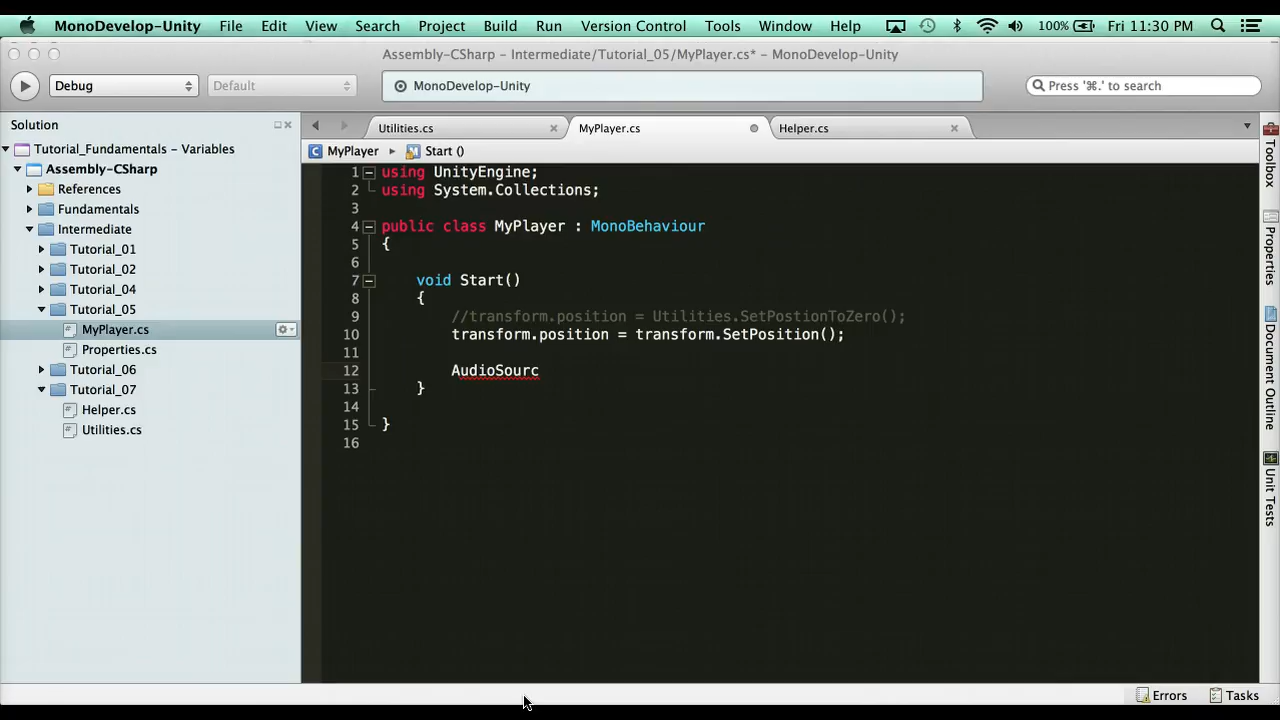 MonoDevelop-Unity File Edit View Search Project Build Run Version Control Tools Window Help 100% Fri 11:30 PM
Assembly-CSharp – Intermediate/Tutorial_05/MyPlayer.cs* – MonoDevelop-Unity
Debug Default MonoDevelop-Unity Press '⌘.' to search
Solution
Utilities.cs MyPlayer.cs Helper.cs
MyPlayer ▸ Start ()
Tutorial_Fundamentals – Variables
Assembly-CSharp
References
Fundamentals
Intermediate
Tutorial_01
Tutorial_02
Tutorial_04
Tutorial_05
MyPlayer.cs
Properties.cs
Tutorial_06
Tutorial_07
Helper.cs
Utilities.cs
1 using UnityEngine;
2 using System.Collections;
3
4 public class MyPlayer : MonoBehaviour
5 {
6
7 void Start()
8 {
9 //transform.position = Utilities.SetPostionToZero();
10 transform.position = transform.SetPosition();
11
12 AudioSourc
13 }
14
15 }
16
Toolbox
Properties
Document Outline
Unit Tests
Errors Tasks